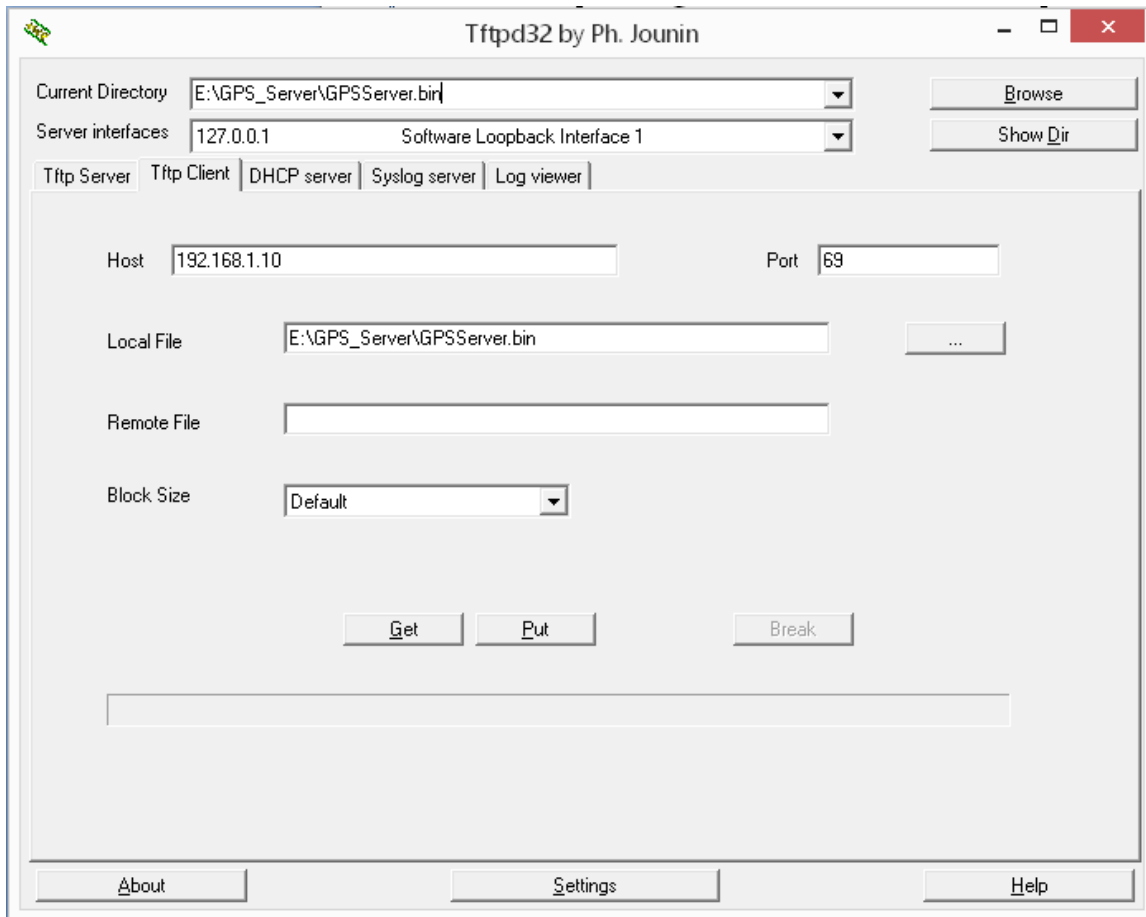 Tftpd32 by Ph. Jounin
Current Directory E:\GPS_Server\GPSServer.bin Browse
Server interfaces 127.0.0.1 Software Loopback Interface 1 Show Dir
Tftp Server Tftp Client DHCP server Syslog server Log viewer
Host 192.168.1.10 Port 69
Local File E:\GPS_Server\GPSServer.bin ...
Remote File
Block Size Default
Get Put Break
About Settings Help